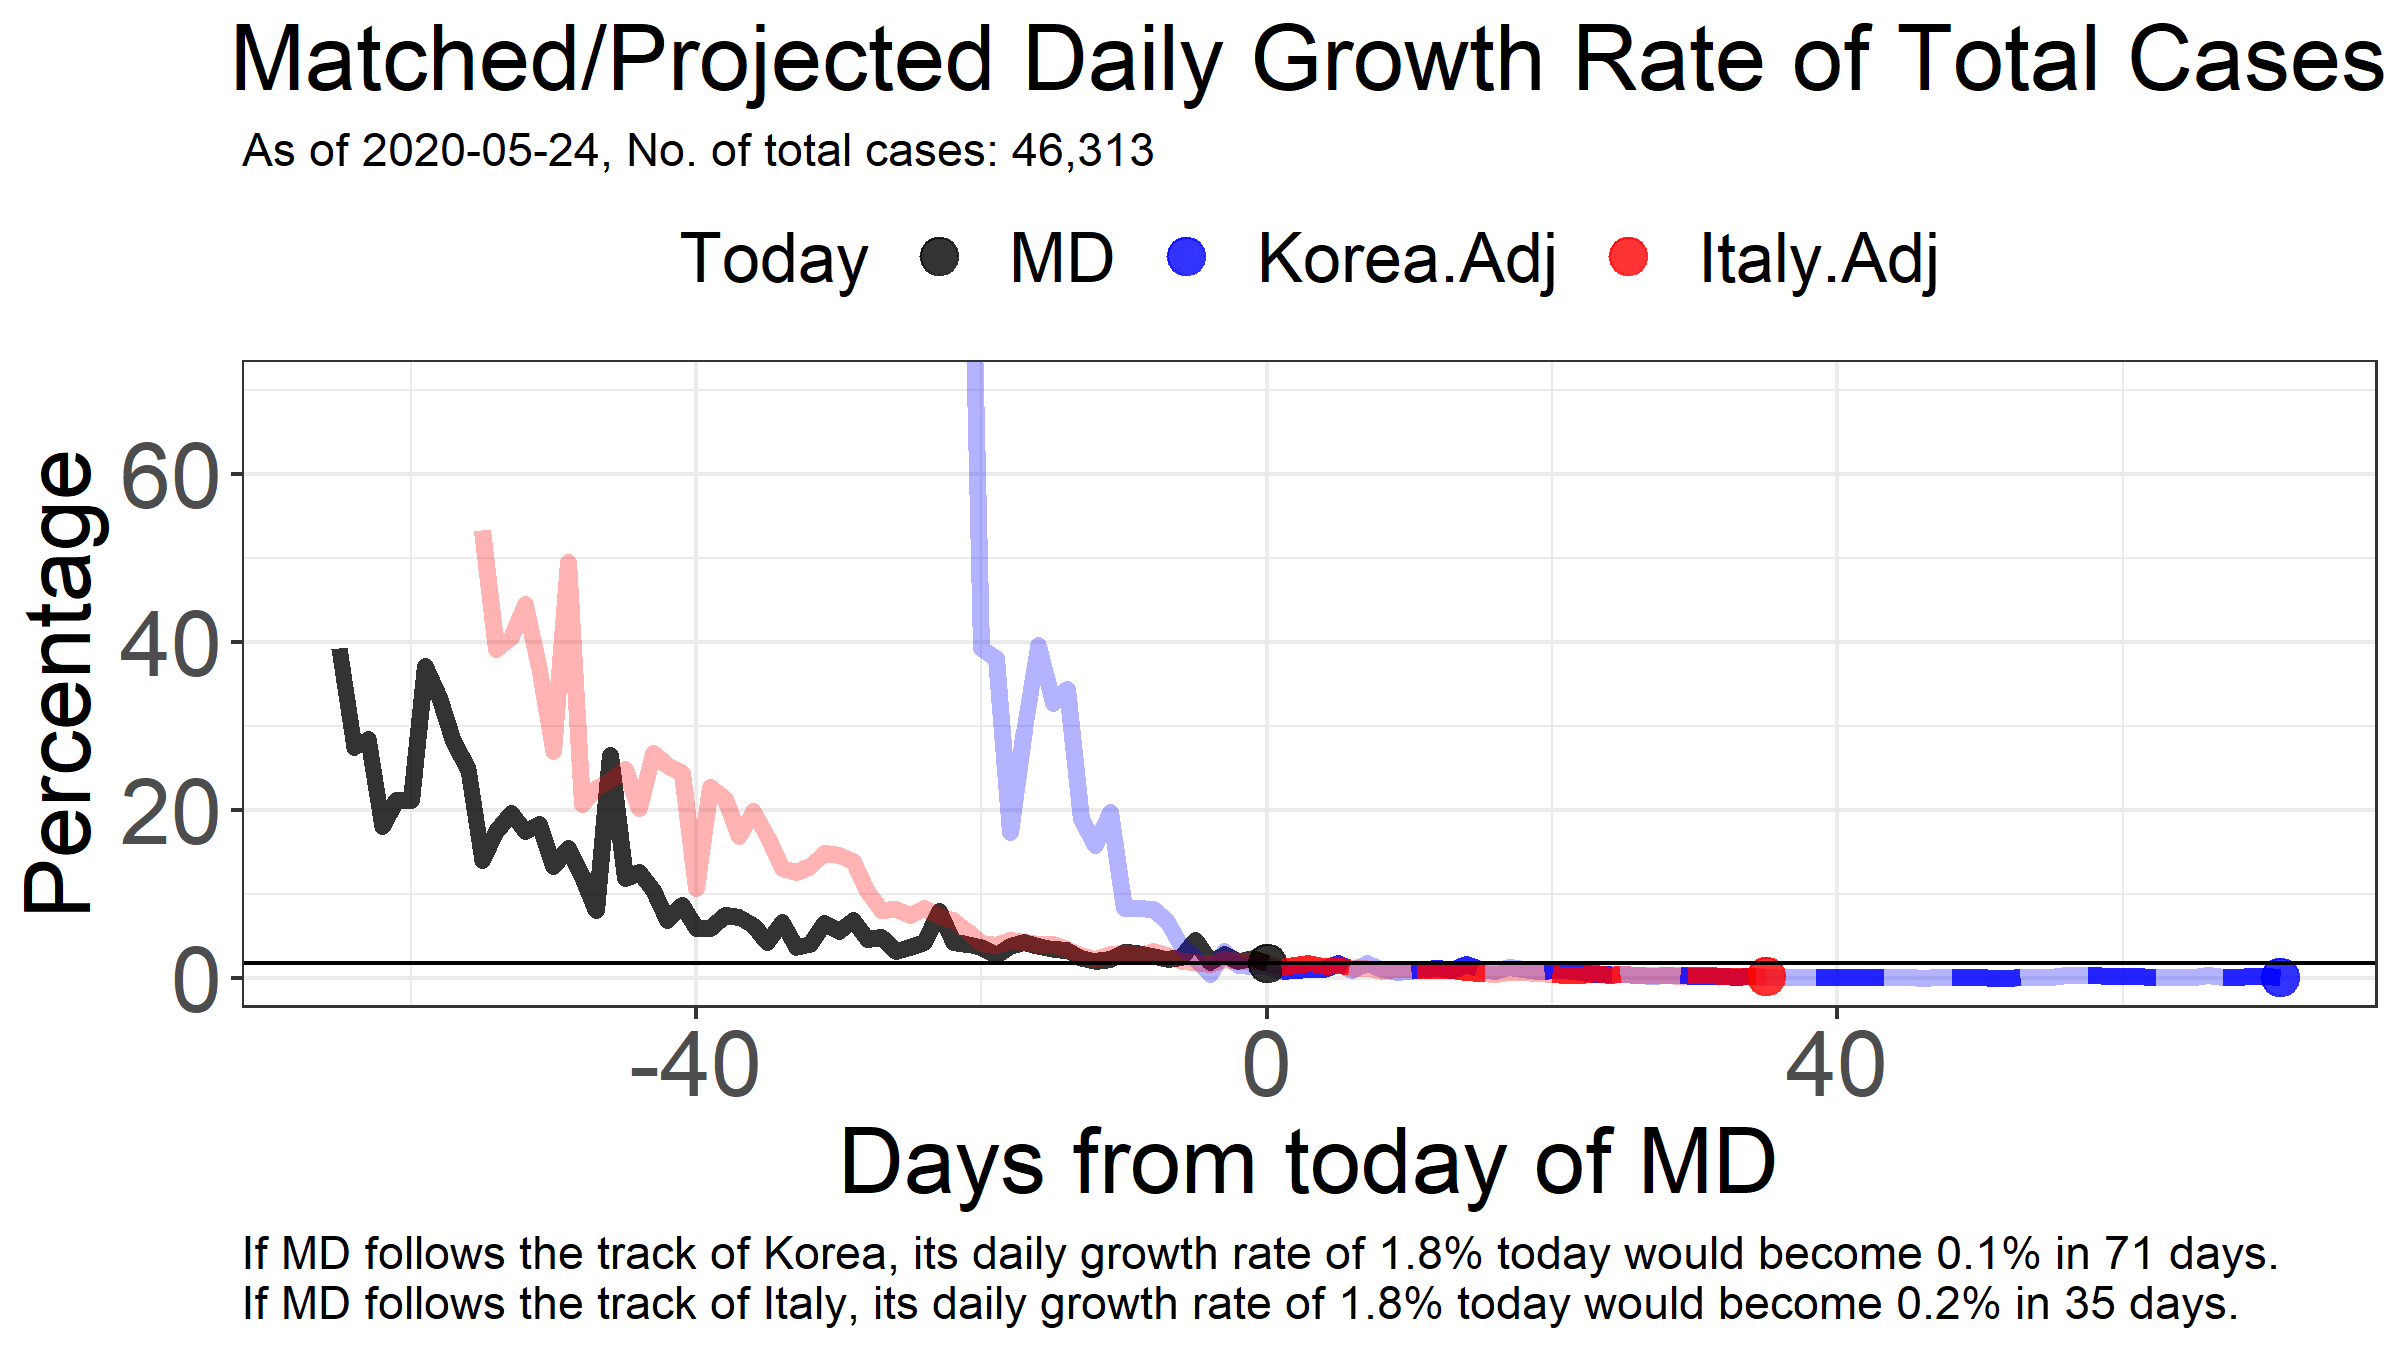 Matched/Projected Daily Growth Rate of Total Cases
As of 2020-05-24, No. of total cases: 46,313
Today MD Korea.Adj Italy.Adj
Percentage
60
40
20
0
-40 0 40
Days from today of MD
If MD follows the track of Korea, its daily growth rate of 1.8% today would become 0.1% in 71 days.
If MD follows the track of Italy, its daily growth rate of 1.8% today would become 0.2% in 35 days.